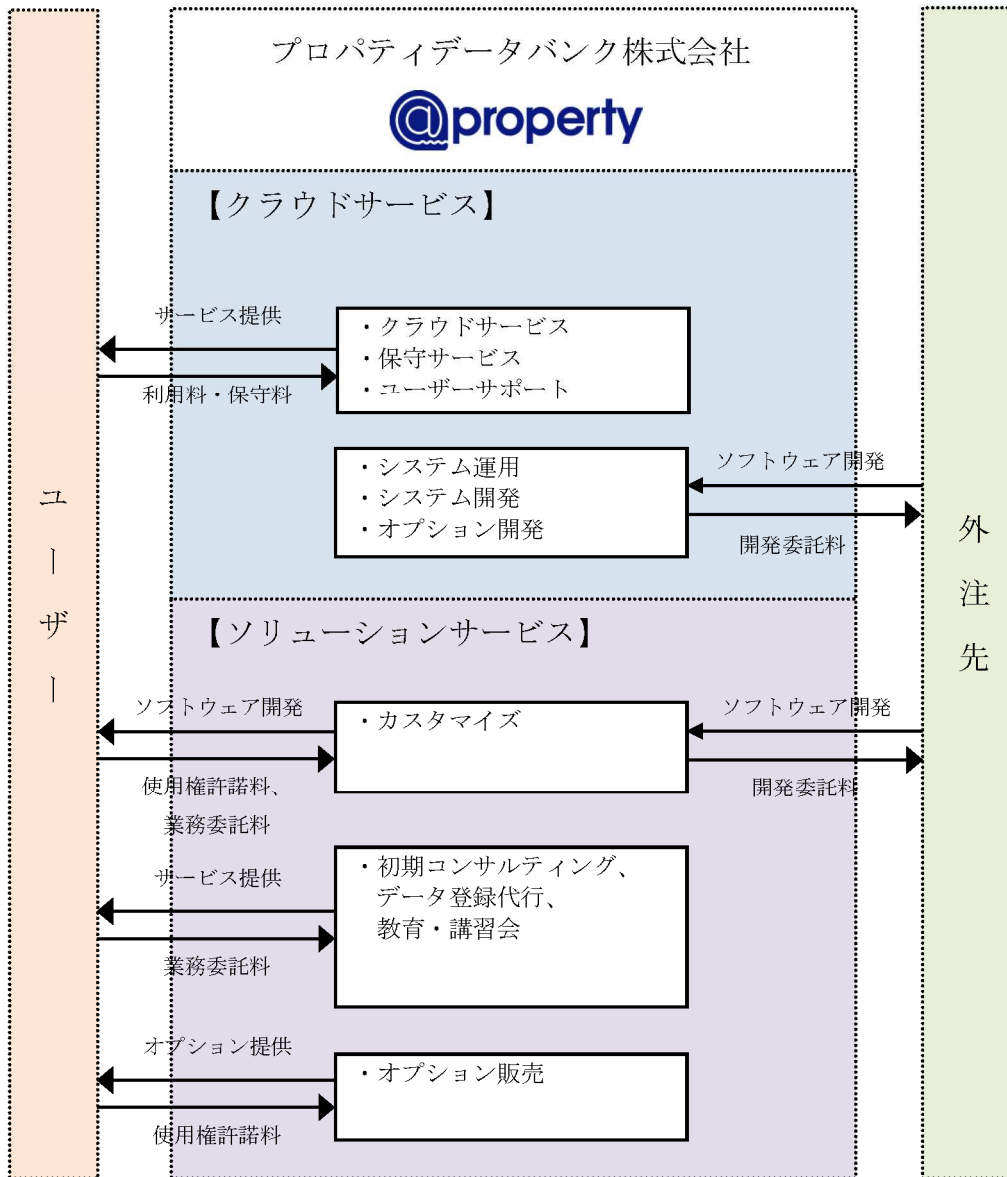 プロパティデータバンク株式会社
@property
【クラウドサービス】
サービス提供
・クラウドサービス
・保守サービス
・ユーザーサポート
利用料・保守料
・システム運用
・システム開発
・オプション開発
ソフトウェア開発
開発委託料
ユーザー
外注先
【ソリューションサービス】
ソフトウェア開発
・カスタマイズ
ソフトウェア開発
使用権許諾料、
業務委託料
開発委託料
サービス提供
・初期コンサルティング、
データ登録代行、
教育・講習会
業務委託料
オプション提供
・オプション販売
使用権許諾料